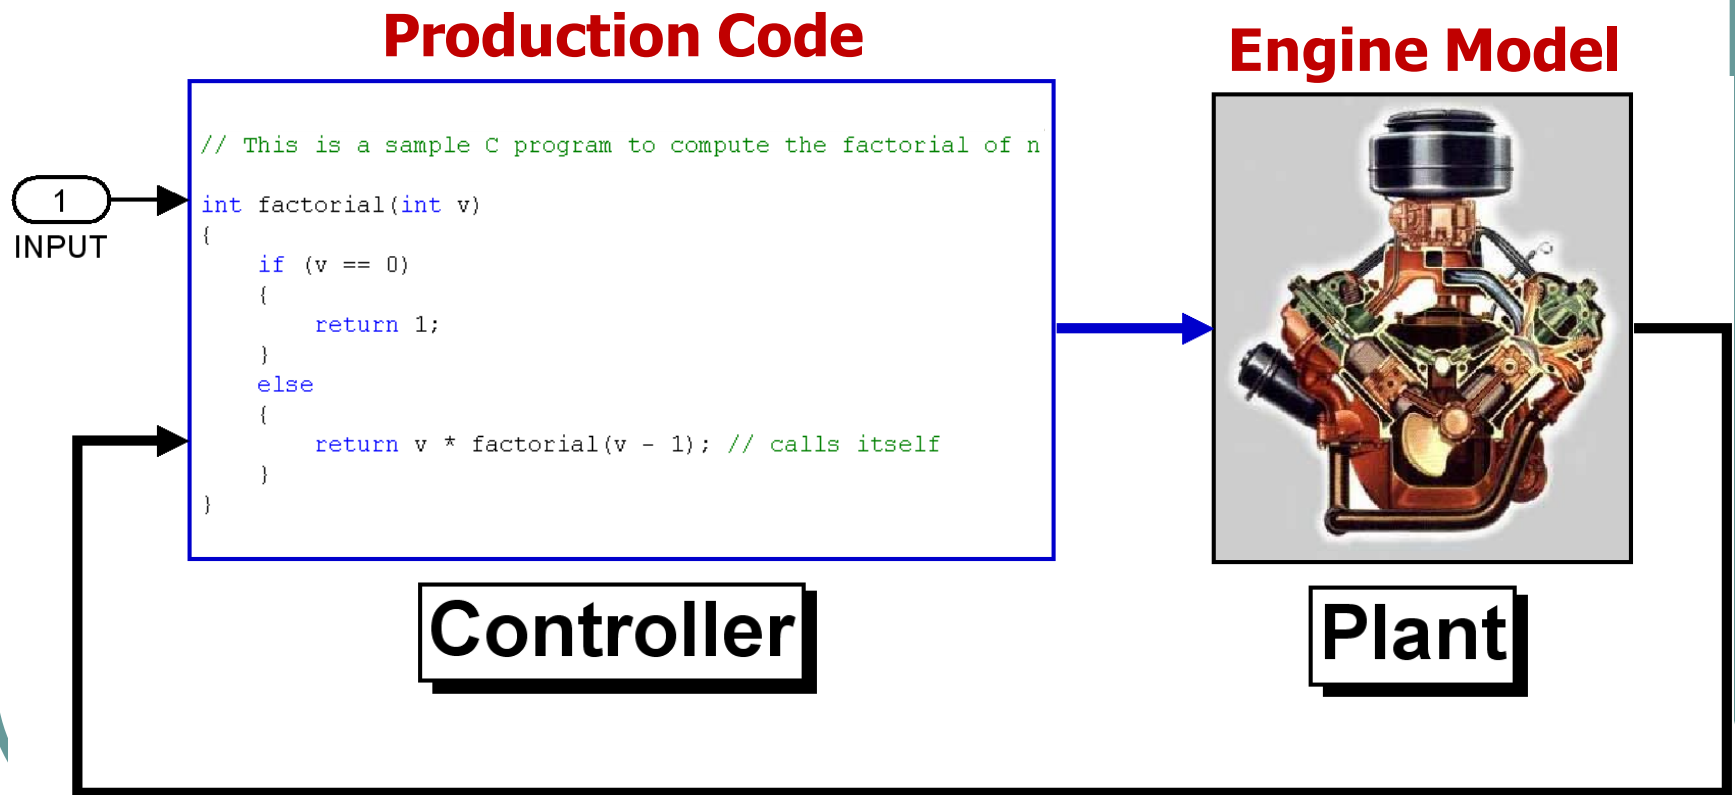 Production Code
Engine Model
// This is a sample C program to compute the factorial of n
1
INPUT
int factorial(int v)
{
    if (v == 0)
    {
        return 1;
    }
    else
    {
        return v * factorial(v - 1); // calls itself
    }
}
Controller
Plant